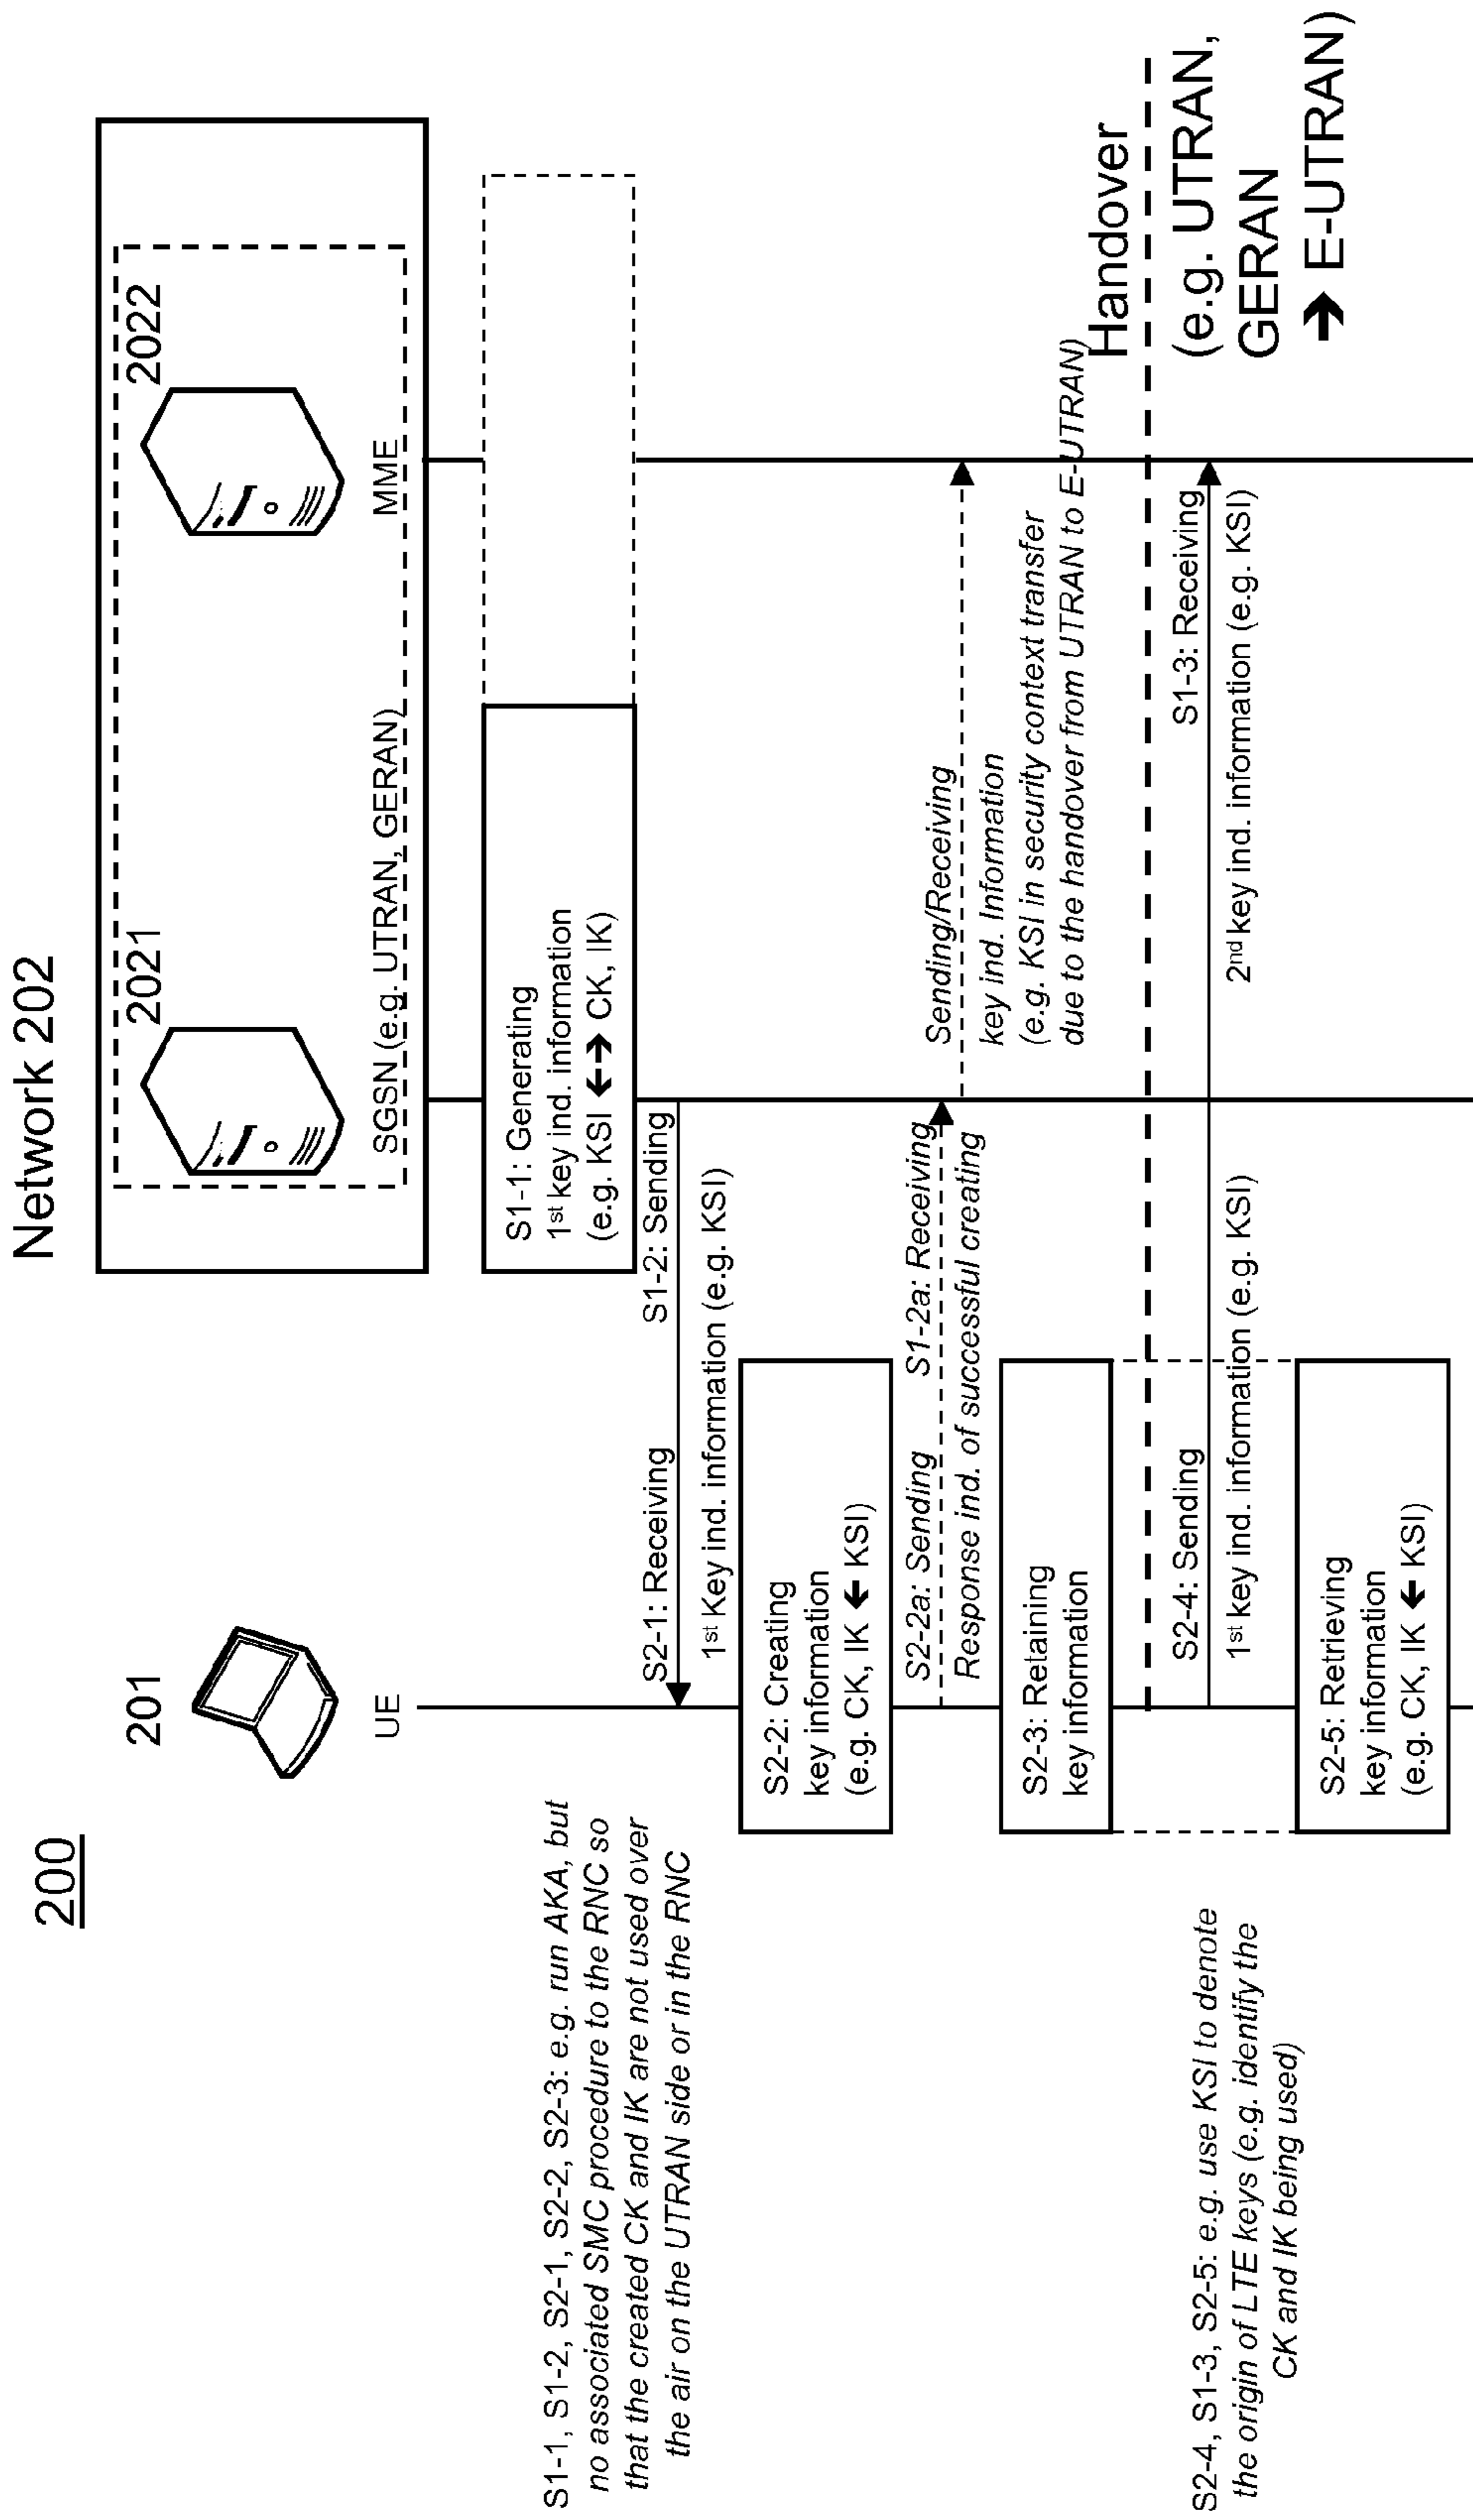 200
Network 202
201
2021
2022
UE
SGSN (e.g. UTRAN, GERAN)
MME
S1-1, S1-2, S2-1, S2-2, S2-3: e.g. run AKA, but
no associated SMC procedure to the RNC so
that the created CK and IK are not used over
the air on the UTRAN side or in the RNC
S1-1: Generating
1st key ind. information
(e.g. KSI ←→ CK, IK)
S2-1: Receiving
S1-2: Sending
1st Key ind. information (e.g. KSI)
S2-2: Creating
key information
(e.g. CK, IK ← KSI)
S2-2a: Sending
S1-2a: Receiving
Response ind. of successful creating
Sending/Receiving
key ind. Information
(e.g. KSI in security context transfer
due to the handover from UTRAN to E-UTRAN)
S2-3: Retaining
key information
Handover
(e.g. UTRAN,
GERAN
→ E-UTRAN)
S2-4, S1-3, S2-5: e.g. use KSI to denote
the origin of LTE keys (e.g. identify the
CK and IK being used)
S2-4: Sending
S1-3: Receiving
1st key ind. information (e.g. KSI)
2nd key ind. information (e.g. KSI)
S2-5: Retrieving
key information
(e.g. CK, IK ← KSI)